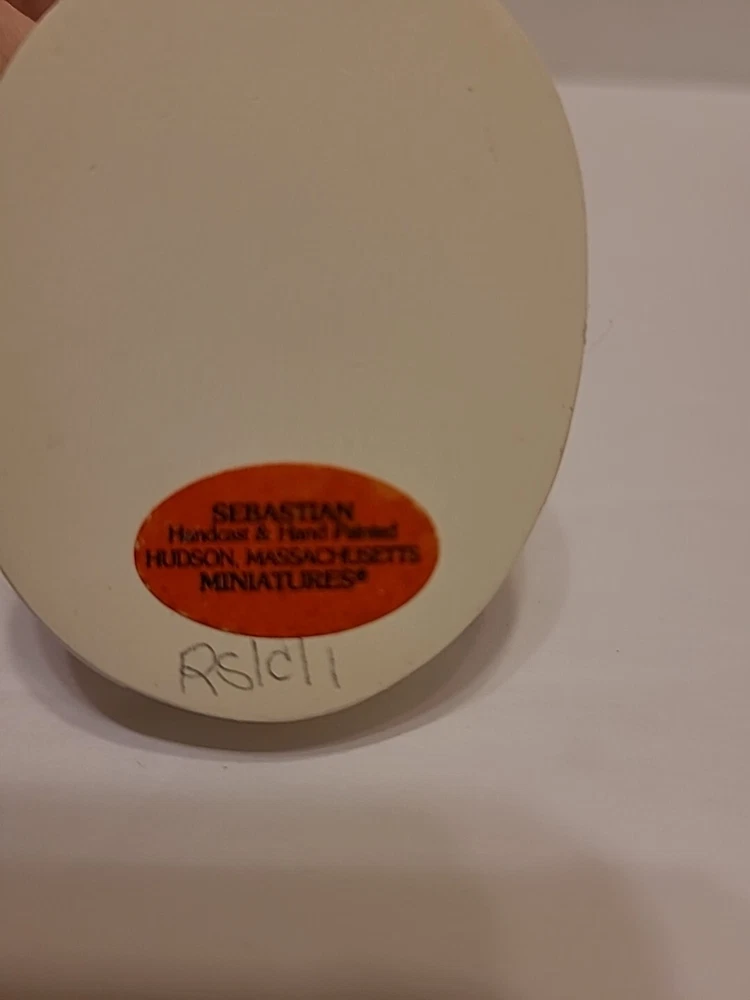 SEBASTIAN
Handcast & Hand Painted
HUDSON, MASSACHUSETTS
MINIATURES®
RS/C/1